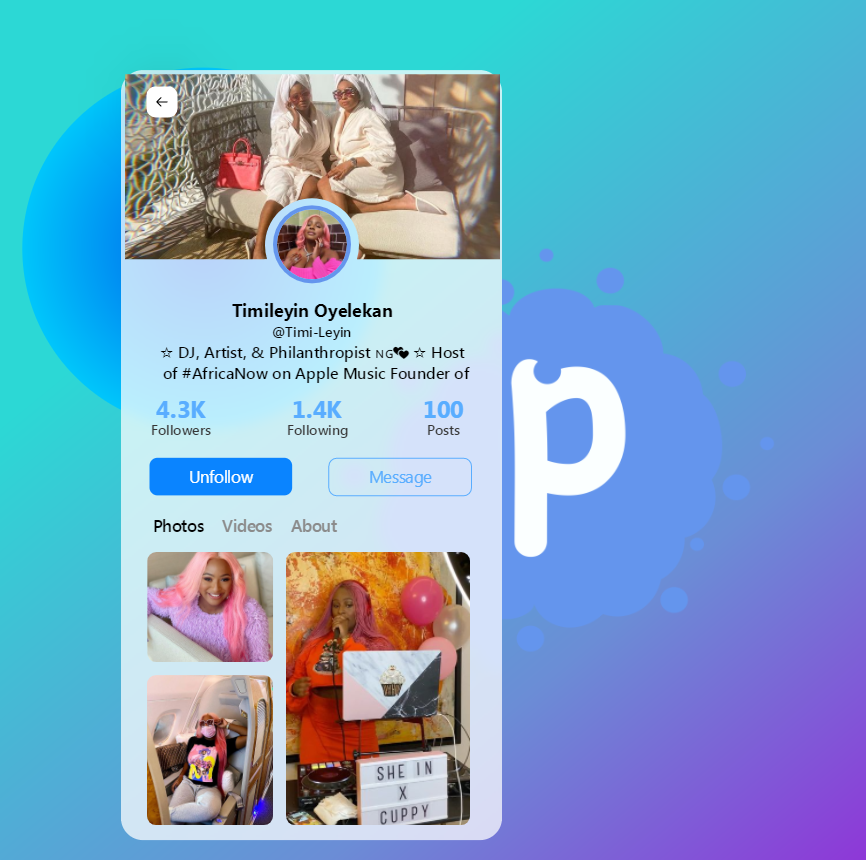 Timileyin Oyelekan
@Timi-Leyin
☆ DJ, Artist, & Philanthropist ɴɢ💕 ☆ Host
of #AfricaNow on Apple Music Founder of
4.3K 1.4K 100
Followers Following Posts
Unfollow Message
Photos Videos About
p
SHE IN
X
CUPPY